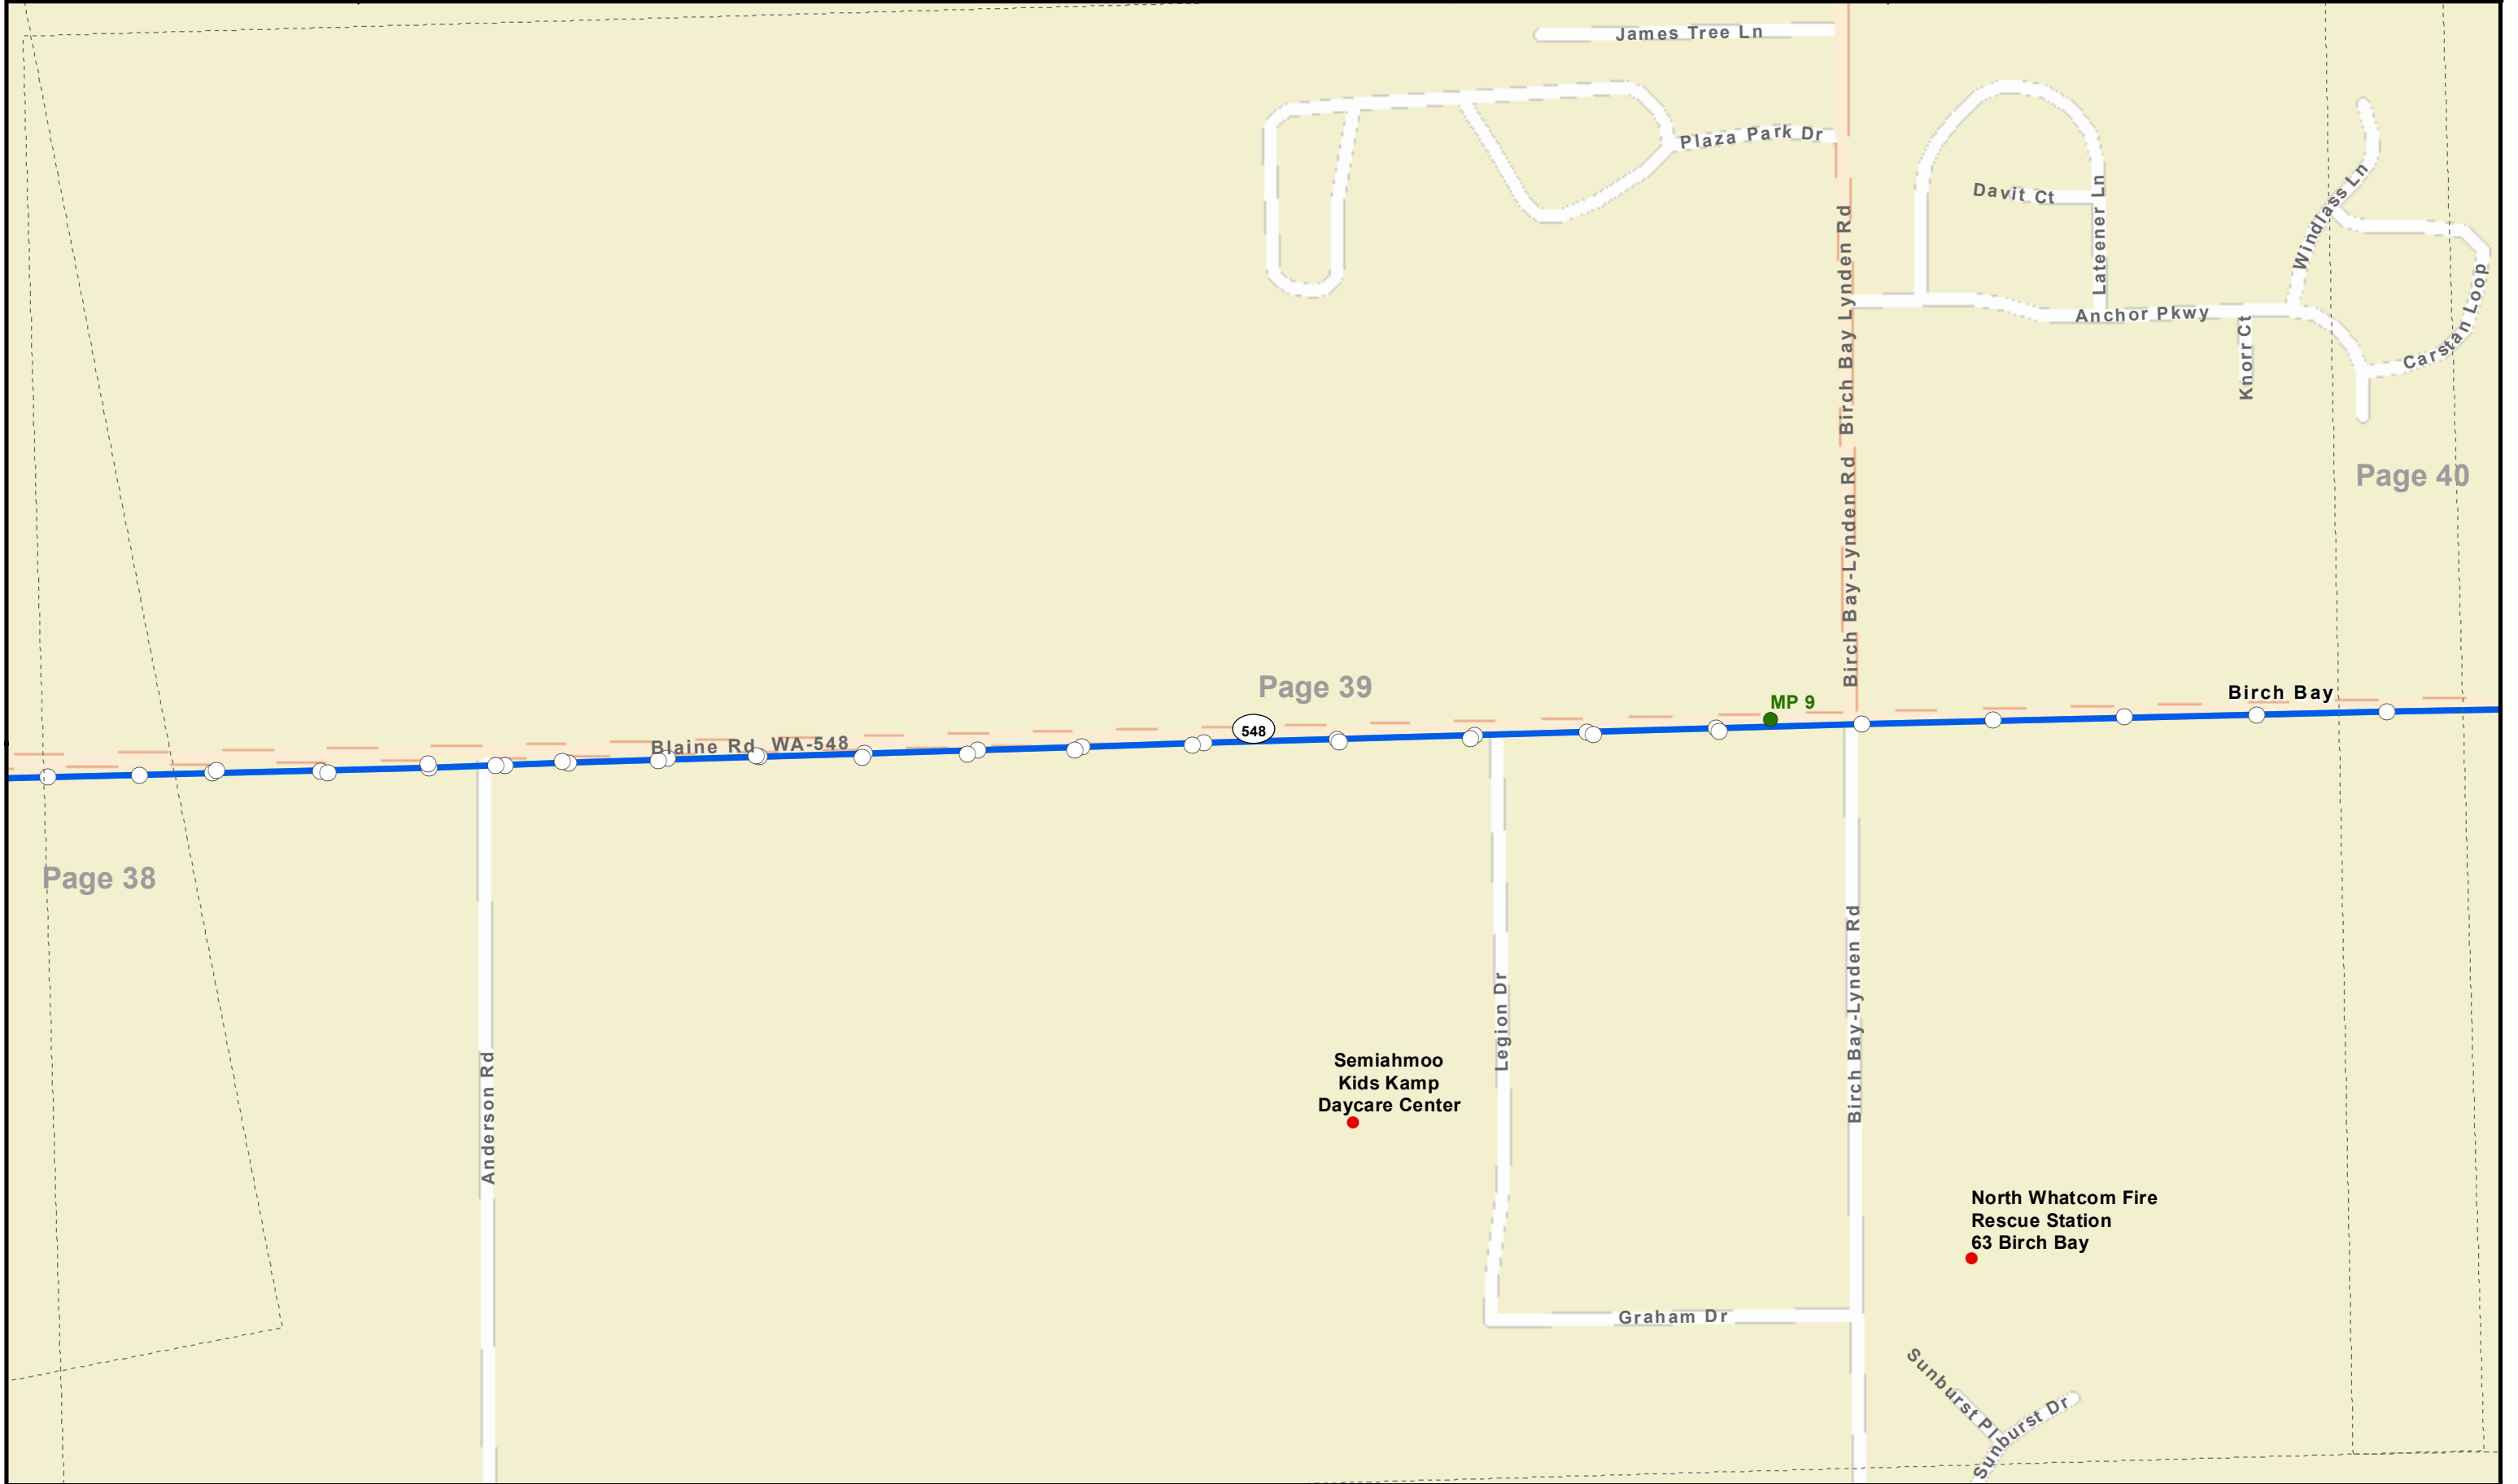 James Tree Ln
Plaza Park Dr
Davit Ct
Lateener Ln
Windlass Ln
Birch Bay Lynden Rd
Anchor Pkwy
Knorr Ct
Carstan Loop
Page 40
Birch Bay-Lynden Rd
Page 39
MP 9
Birch Bay
548
Blaine Rd
WA-548
Page 38
Legion Dr
Birch Bay-Lynden Rd
Anderson Rd
Semiahmoo
Kids Kamp
Daycare Center
North Whatcom Fire
Rescue Station
63 Birch Bay
Graham Dr
Sunburst Pl
Sunburst Dr